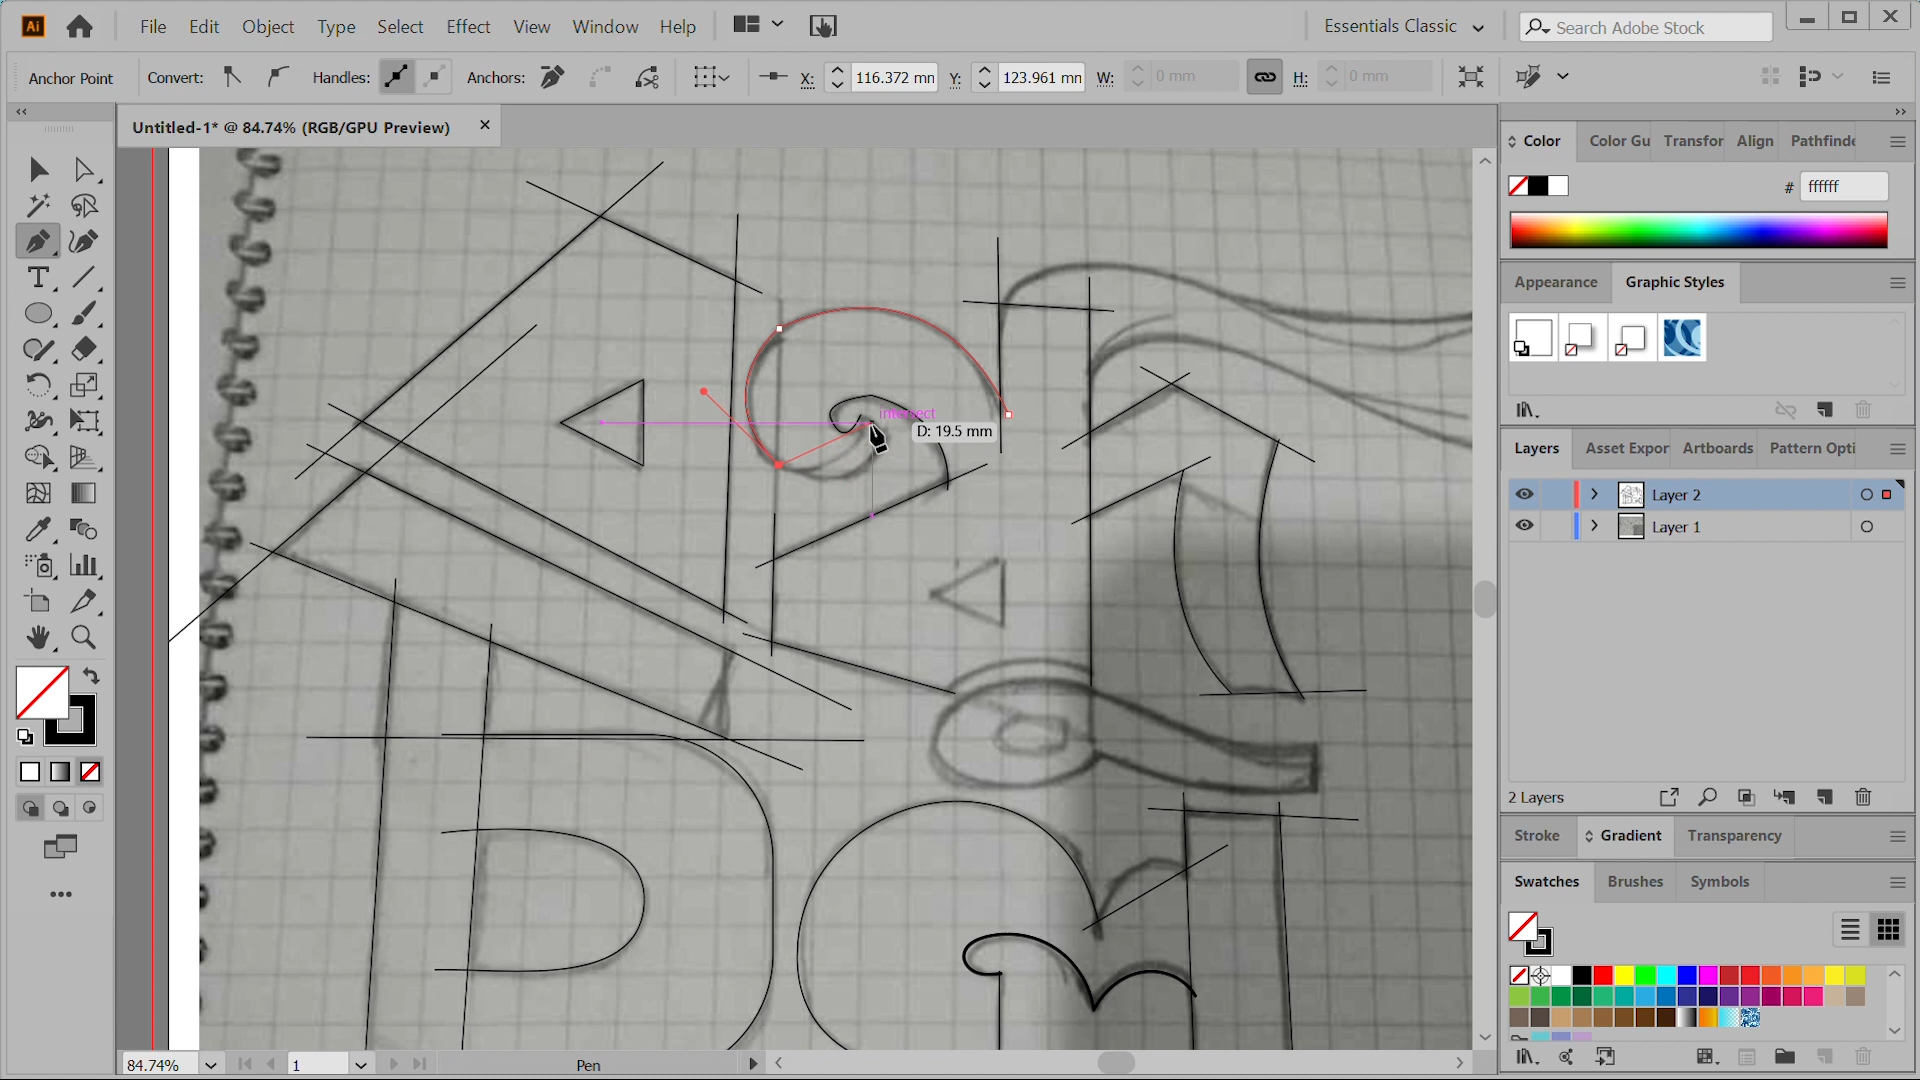 Ai File Edit Object Type Select Effect View Window Help Essentials Classic Search Adobe Stock
Anchor Point Convert: Handles: Anchors: X: 116.372 mm Y: 123.961 mm W: 0 mm H: 0 mm
Untitled-1* @ 84.74% (RGB/GPU Preview)
Color Color Gu Transfor Align Pathfinde
# ffffff
Appearance Graphic Styles
intersect
D: 19.5 mm
Layers Asset Expor Artboards Pattern Opti
Layer 2
Layer 1
2 Layers
Stroke Gradient Transparency
Swatches Brushes Symbols
84.74% 1 Pen